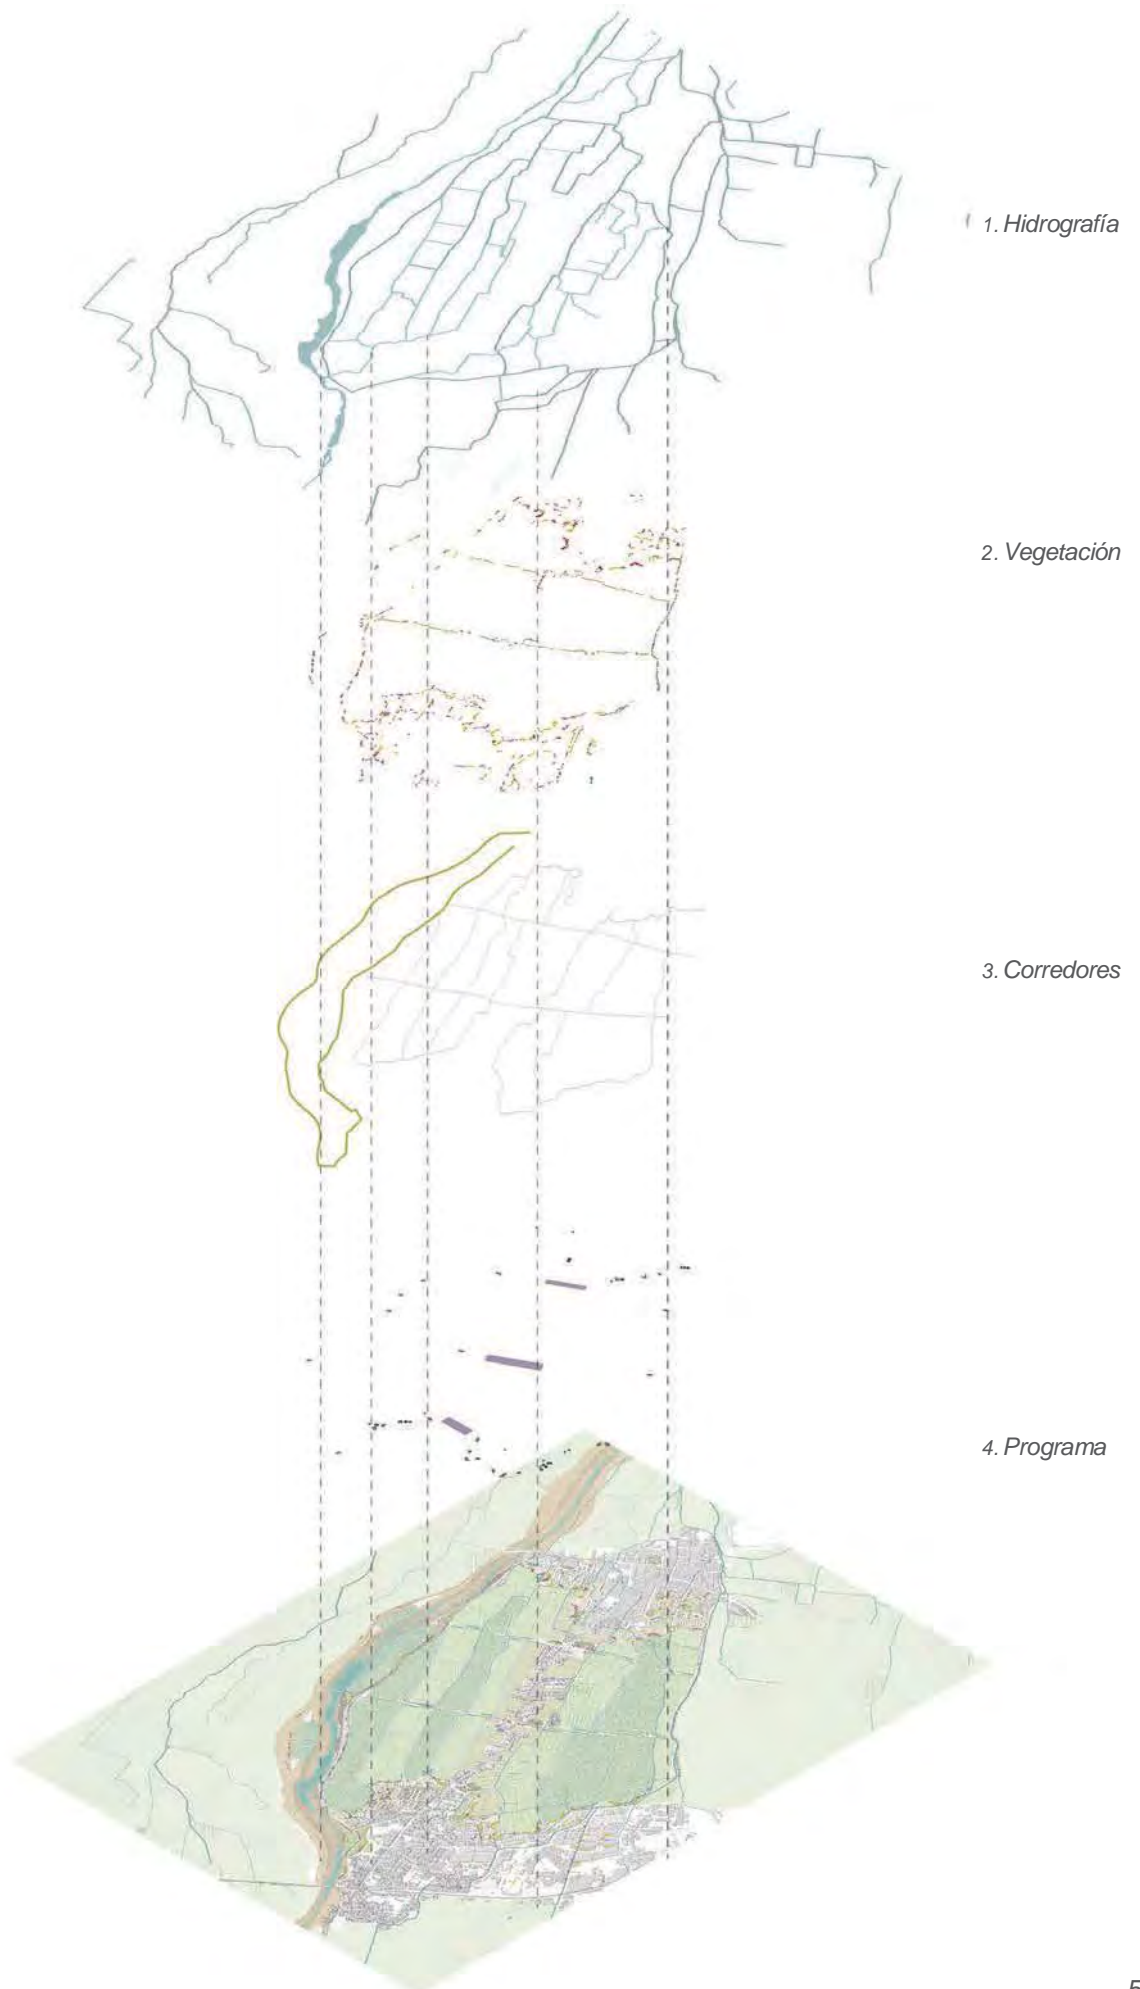 1. Hidrografía
2. Vegetación
3. Corredores
4. Programa